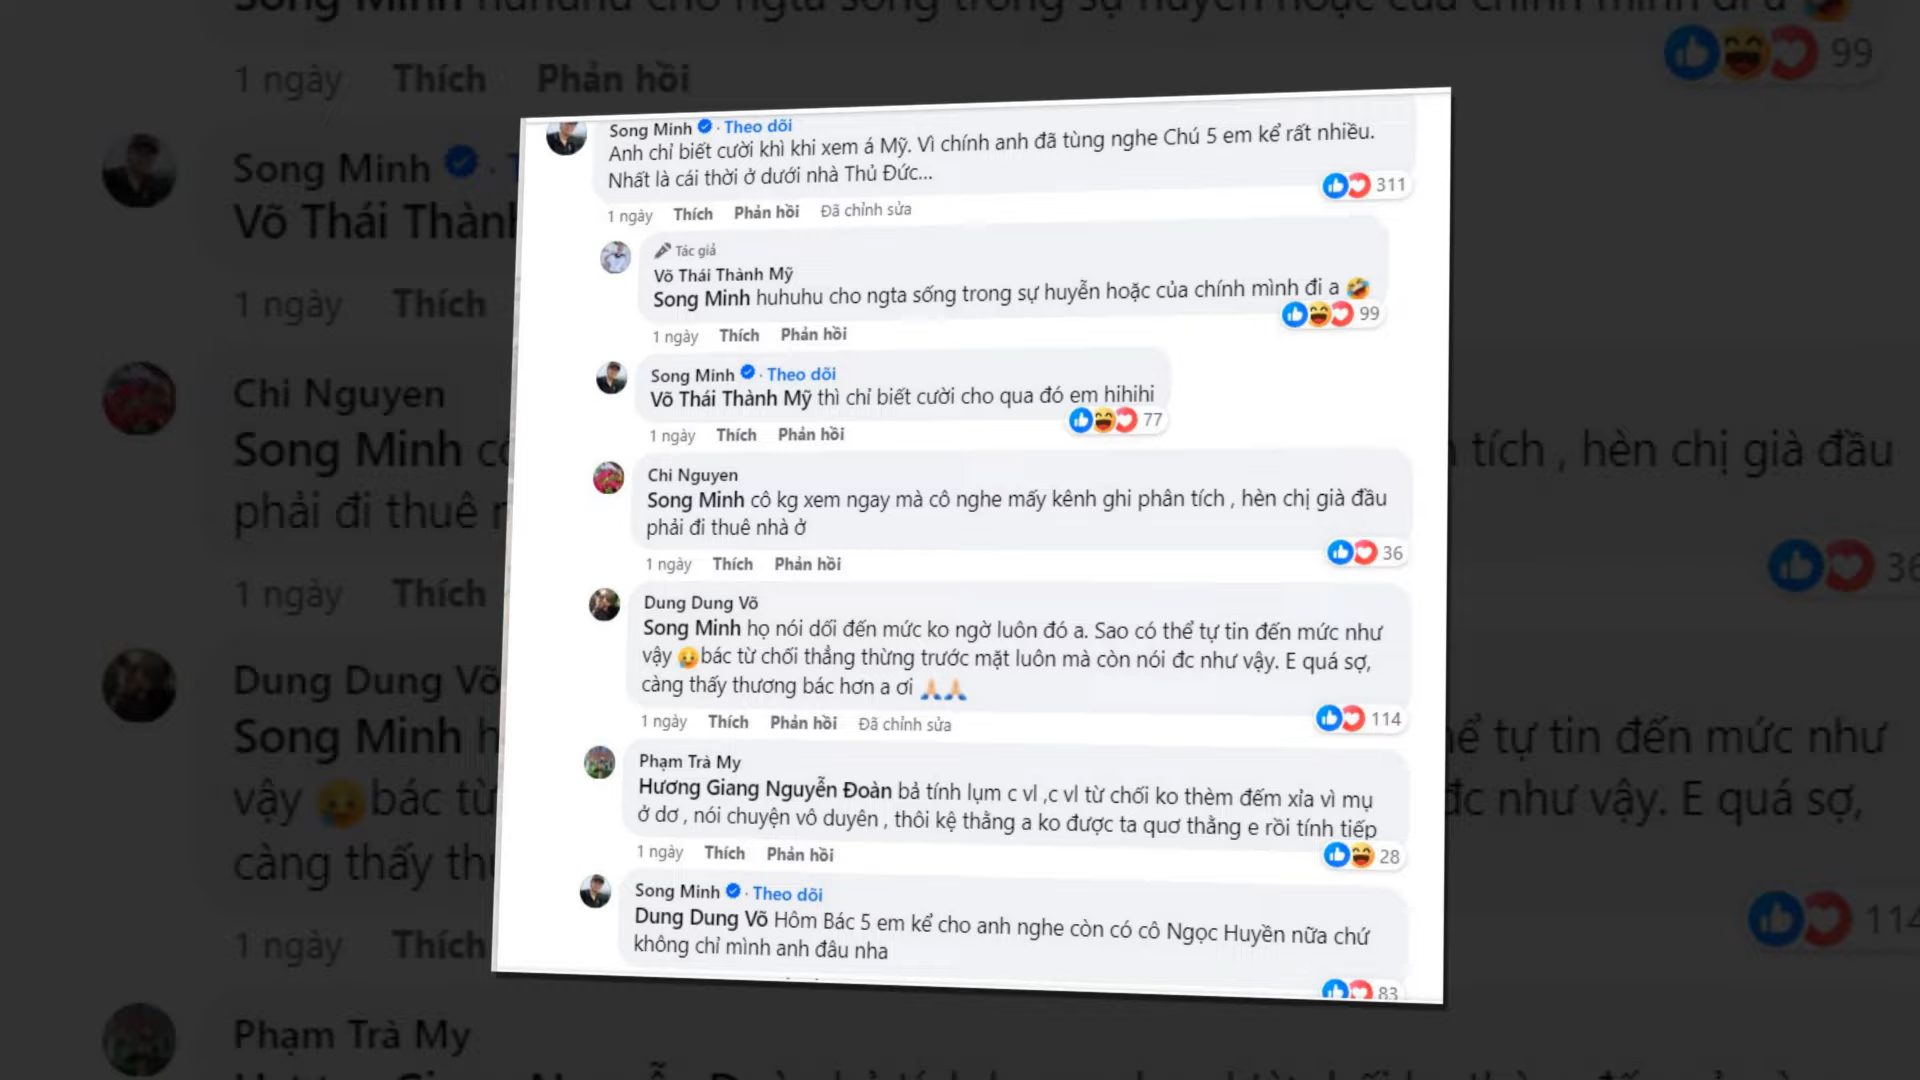 Song Minh · Theo dõi
Anh chỉ biết cười khì khi xem á Mỹ. Vì chính anh đã từng nghe Chú 5 em kể rất nhiều.
Nhất là cái thời ở dưới nhà Thủ Đức...
311
1 ngày Thích Phản hồi Đã chỉnh sửa
Tác giả
Võ Thái Thành Mỹ
Song Minh huhuhu cho ngta sống trong sự huyễn hoặc của chính mình đi a 🤣
99
1 ngày Thích Phản hồi
Song Minh · Theo dõi
Võ Thái Thành Mỹ thì chỉ biết cười cho qua đó em hihihi
77
1 ngày Thích Phản hồi
Chi Nguyen
Song Minh cô kg xem ngay mà cô nghe mấy kênh ghi phân tích , hèn chị già đầu
phải đi thuê nhà ở
36
1 ngày Thích Phản hồi
Dung Dung Võ
Song Minh họ nói dối đến mức ko ngờ luôn đó a. Sao có thể tự tin đến mức như
vậy 😥bác từ chối thẳng thừng trước mặt luôn mà còn nói đc như vậy. E quá sợ,
càng thấy thương bác hơn a ơi 🙏🙏
114
1 ngày Thích Phản hồi Đã chỉnh sửa
Phạm Trà My
Hương Giang Nguyễn Đoàn bả tính lụm c vl ,c vl từ chối ko thèm đếm xỉa vì mụ
ở dơ , nói chuyện vô duyên , thôi kệ thằng a ko được ta quơ thằng e rồi tính tiếp
28
1 ngày Thích Phản hồi
Song Minh · Theo dõi
Dung Dung Võ Hôm Bác 5 em kể cho anh nghe còn có cô Ngọc Huyền nữa chứ
không chỉ mình anh đâu nha
83